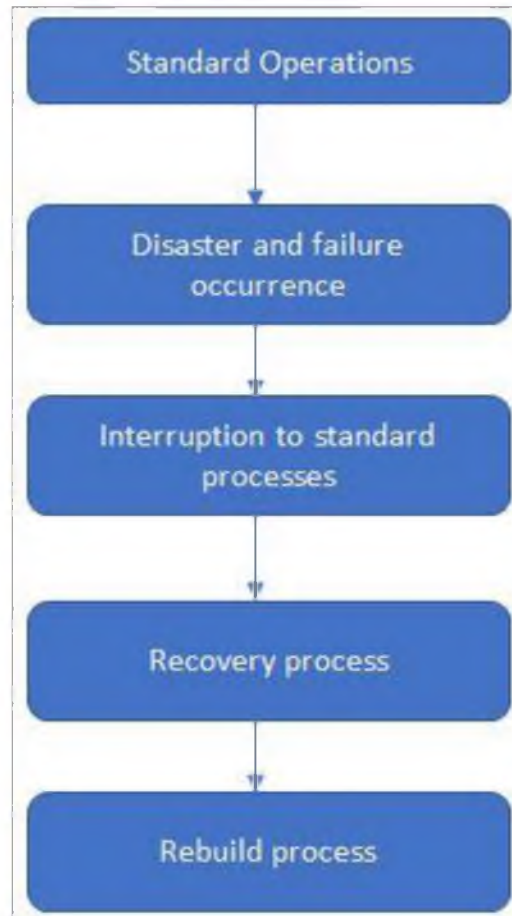 Standard Operations
Disaster and failure
occurrence
Interruption to standard
processes
Recovery process
Rebuild process